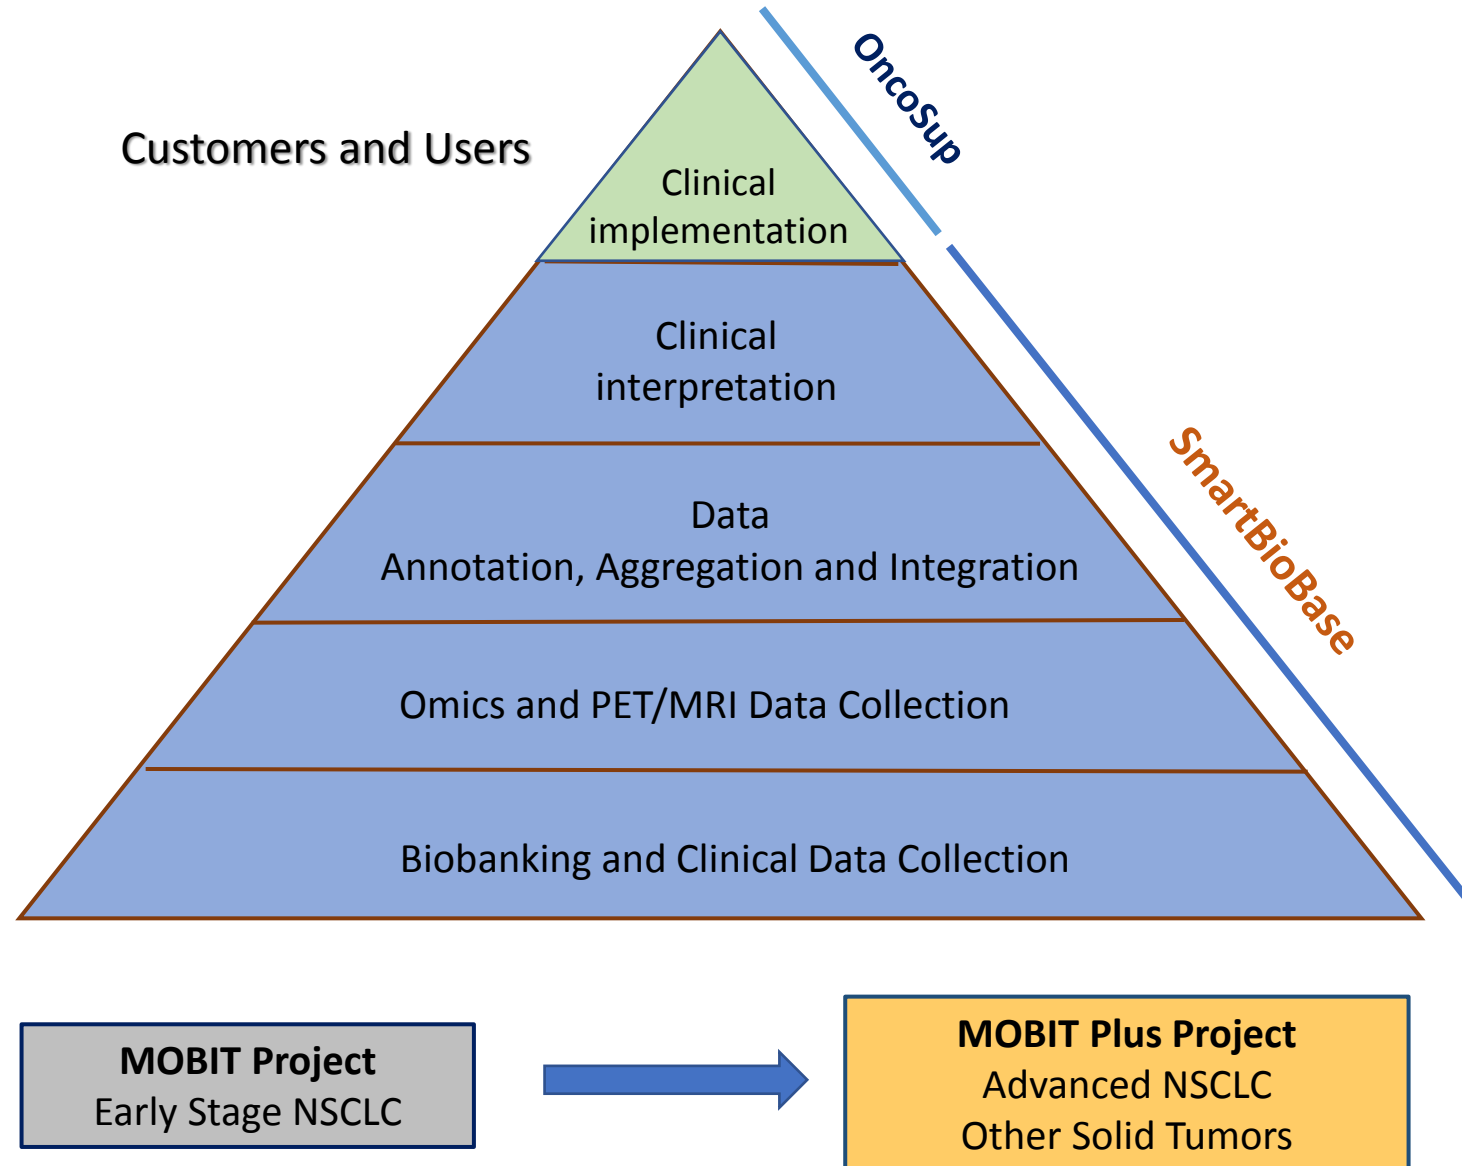 OncoSup
Customers and Users
Clinical
implementation
Clinical
interpretation
SmartBioBase
Data
Annotation, Aggregation and Integration
Omics and PET/MRI Data Collection
Biobanking and Clinical Data Collection
MOBIT Project
Early Stage NSCLC
MOBIT Plus Project
Advanced NSCLC
Other Solid Tumors